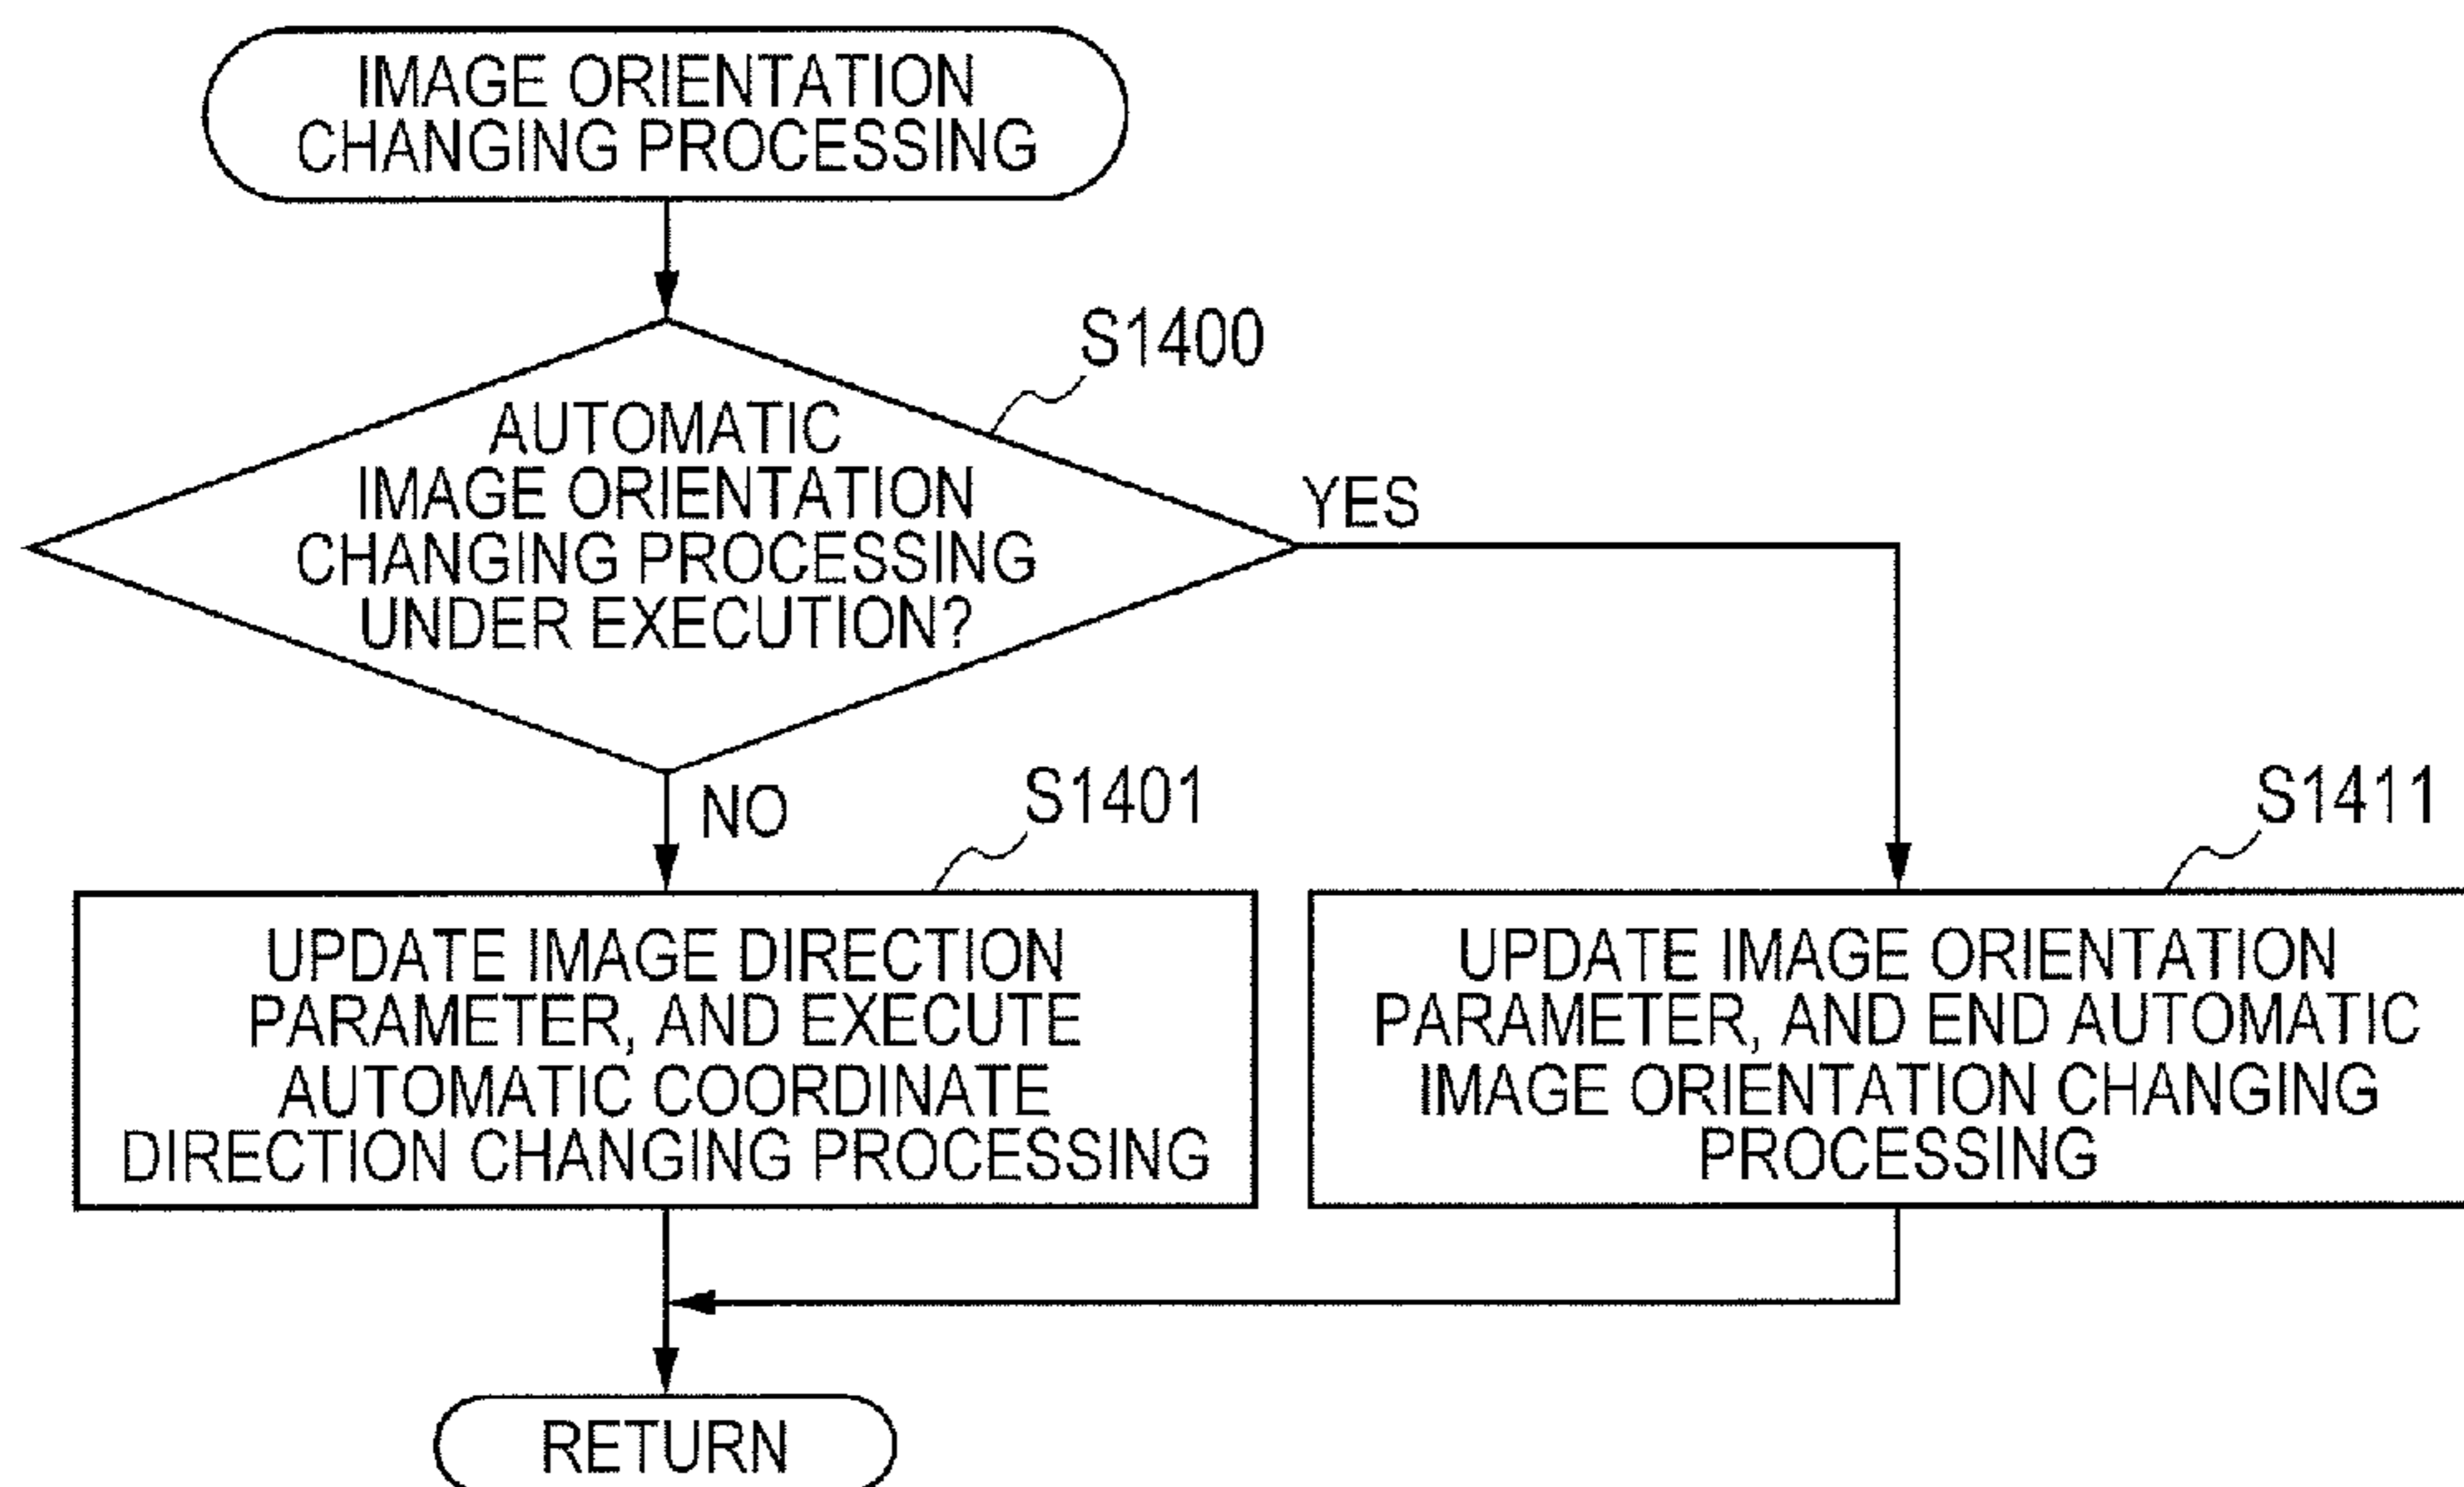 IMAGE ORIENTATION
CHANGING PROCESSING
S1400
AUTOMATIC
IMAGE ORIENTATION
CHANGING PROCESSING
UNDER EXECUTION?
YES
NO
S1401
S1411
UPDATE IMAGE DIRECTION
PARAMETER, AND EXECUTE
AUTOMATIC COORDINATE
DIRECTION CHANGING PROCESSING
UPDATE IMAGE ORIENTATION
PARAMETER, AND END AUTOMATIC
IMAGE ORIENTATION CHANGING
PROCESSING
RETURN